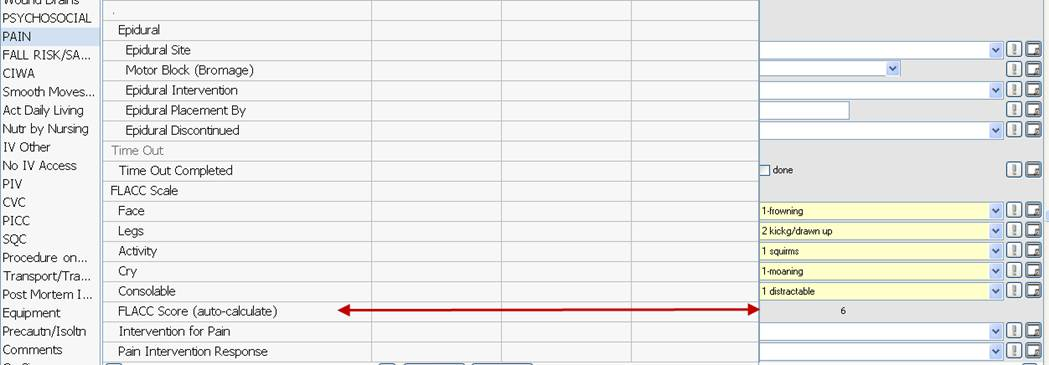 Wound Drains
PSYCHOSOCIAL
PAIN
FALL RISK/SA...
CIWA
Smooth Moves...
Act Daily Living
Nutr by Nursing
IV Other
No IV Access
PIV
CVC
PICC
SQC
Procedure on...
Transport/Tra...
Post Mortem I...
Equipment
Precautn/Isoltn
Comments
Epidural
Epidural Site
Motor Block (Bromage)
Epidural Intervention
Epidural Placement By
Epidural Discontinued
Time Out
Time Out Completed
done
FLACC Scale
Face
1-frowning
Legs
2 kickg/drawn up
Activity
1 squirms
Cry
1-moaning
Consolable
1 distractable
FLACC Score (auto-calculate)
6
Intervention for Pain
Pain Intervention Response